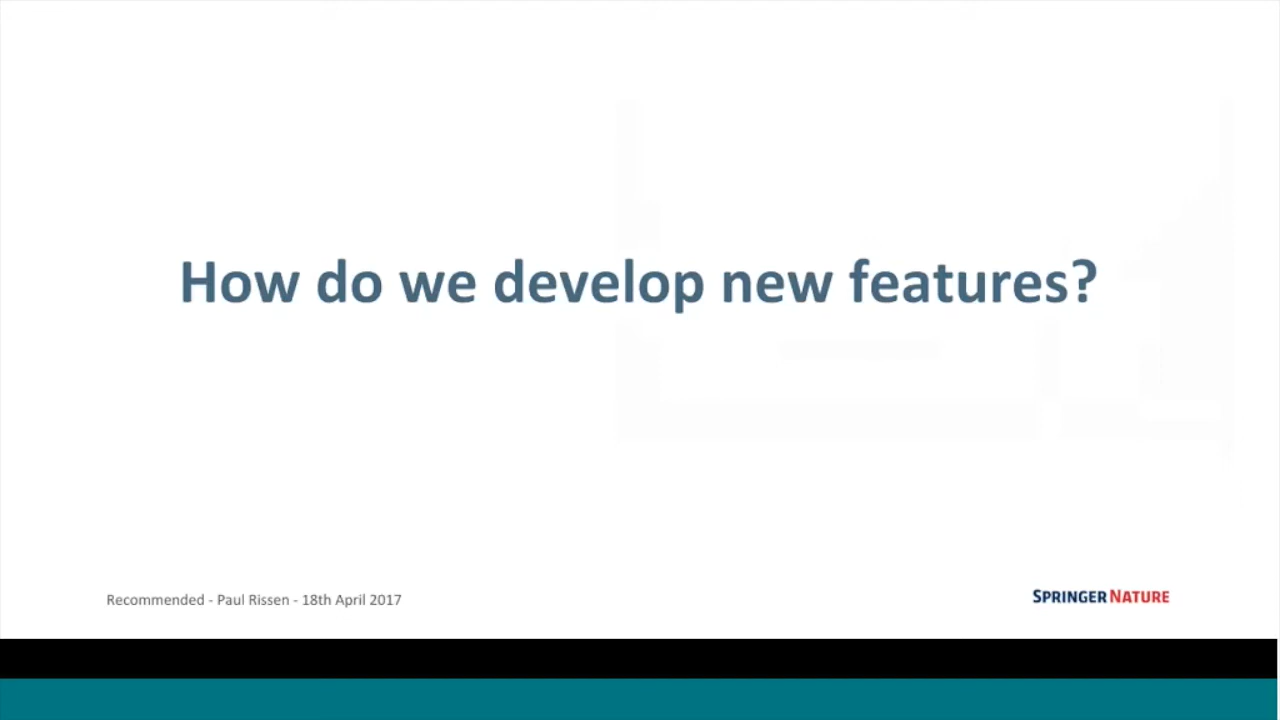 How do we develop new features?
Recommended - Paul Rissen - 18th April 2017
SPRINGER NATURE